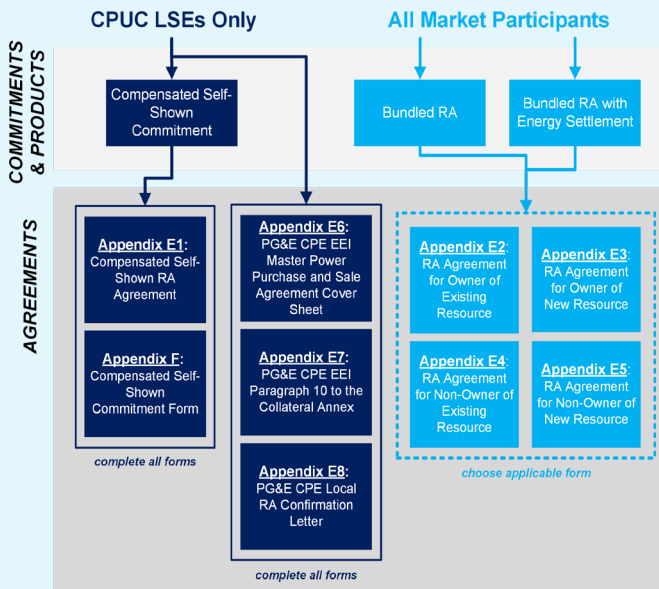 CPUC LSEs Only
All Market Participants
COMMITMENTS
& PRODUCTS
Compensated Self-
Shown
Commitment
Bundled RA
Bundled RA with
Energy Settlement
AGREEMENTS
Appendix E1:
Compensated Self-
Shown RA
Agreement
Appendix F:
Compensated Self-
Shown
Commitment Form
complete all forms
Appendix E6:
PG&E CPE EEI
Master Power
Purchase and Sale
Agreement Cover
Sheet
Appendix E7:
PG&E CPE EEI
Paragraph 10 to the
Collateral Annex
Appendix E8:
PG&E CPE Local
RA Confirmation
Letter
complete all forms
Appendix E2:
RA Agreement
for Owner of
Existing
Resource
Appendix E3:
RA Agreement
for Owner of
New Resource
Appendix E4:
RA Agreement
for Non-Owner of
Existing
Resource
Appendix E5:
RA Agreement
for Non-Owner of
New Resource
choose applicable form